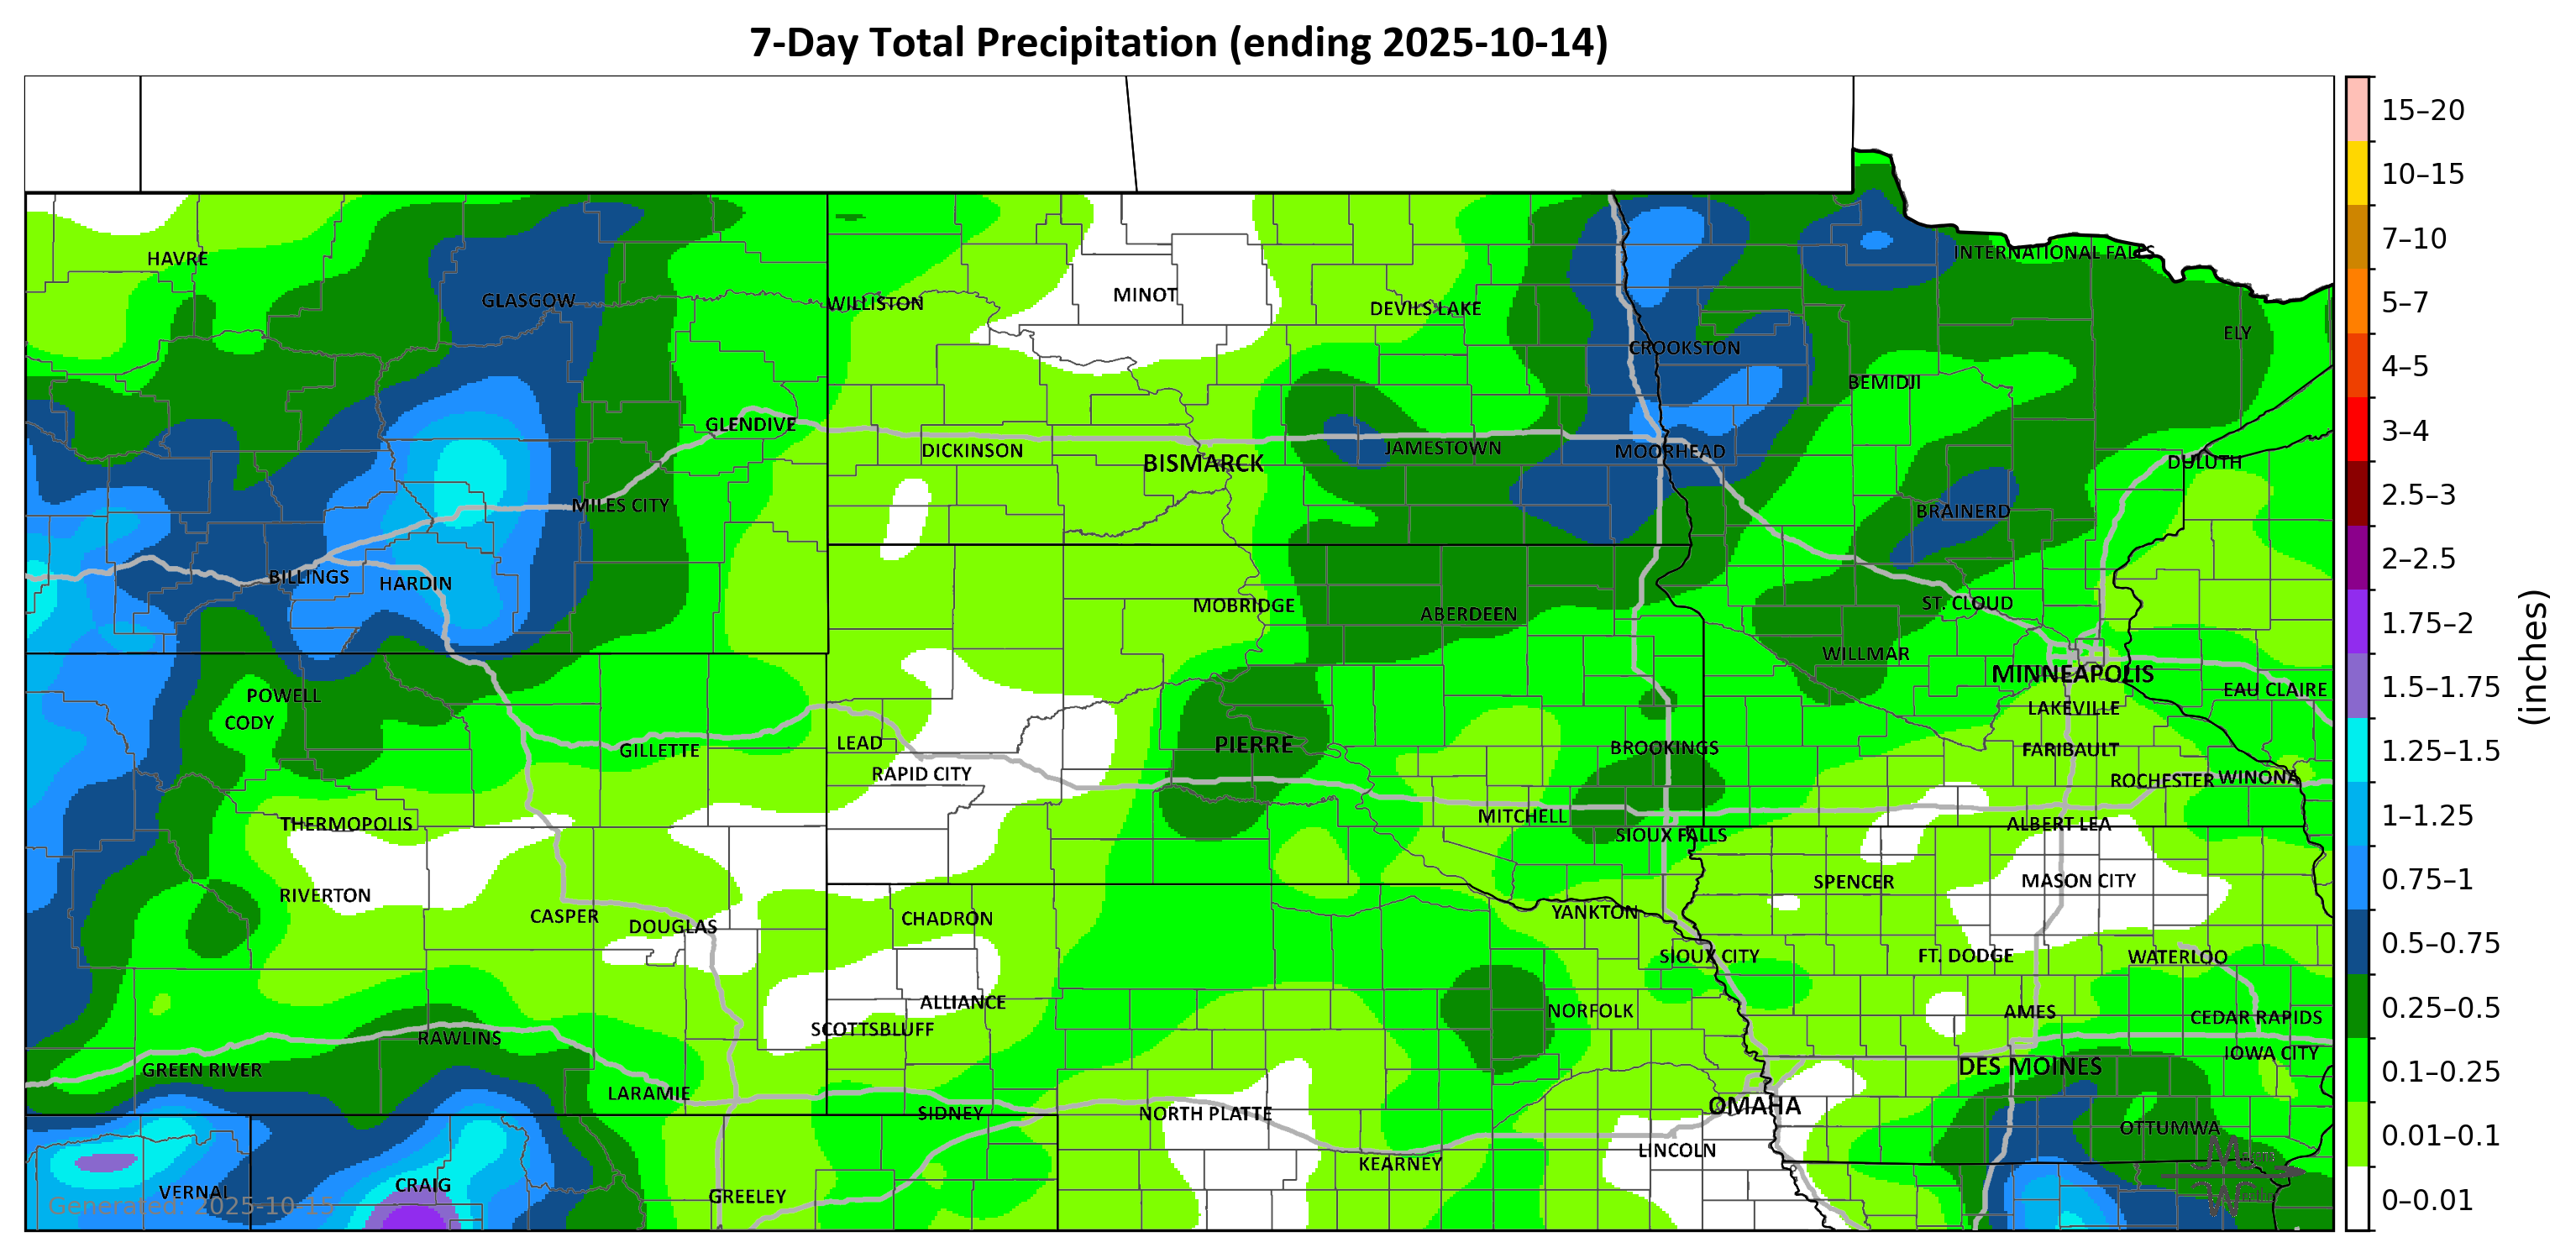 7-Day Total Precipitation (ending 2025-10-14)
15–20
10–15
7–10
5–7
4–5
3–4
2.5–3
2–2.5
1.75–2
1.5–1.75
1.25–1.5
1–1.25
0.75–1
0.5–0.75
0.25–0.5
0.1–0.25
0.01–0.1
0–0.01
(inches)
HAVRE
INTERNATIONAL FALLS
GLASGOW
WILLISTON
MINOT
DEVILS LAKE
ELY
CROOKSTON
BEMIDJI
GLENDIVE
DICKINSON
BISMARCK
JAMESTOWN
MOORHEAD
DULUTH
MILES CITY
BRAINERD
BILLINGS
HARDIN
MOBRIDGE
ABERDEEN
ST. CLOUD
WILLMAR
MINNEAPOLIS
EAU CLAIRE
POWELL
CODY
LAKEVILLE
GILLETTE
LEAD
PIERRE
BROOKINGS
FARIBAULT
RAPID CITY
ROCHESTER
WINONA
THERMOPOLIS
MITCHELL
SIOUX FALLS
ALBERT LEA
RIVERTON
SPENCER
MASON CITY
CASPER
DOUGLAS
CHADRON
YANKTON
SIOUX CITY
FT. DODGE
WATERLOO
ALLIANCE
NORFOLK
AMES
CEDAR RAPIDS
SCOTTSBLUFF
RAWLINS
IOWA CITY
GREEN RIVER
DES MOINES
LARAMIE
SIDNEY
NORTH PLATTE
OMAHA
OTTUMWA
LINCOLN
KEARNEY
VERNAL
CRAIG
GREELEY
Generated: 2025-10-15